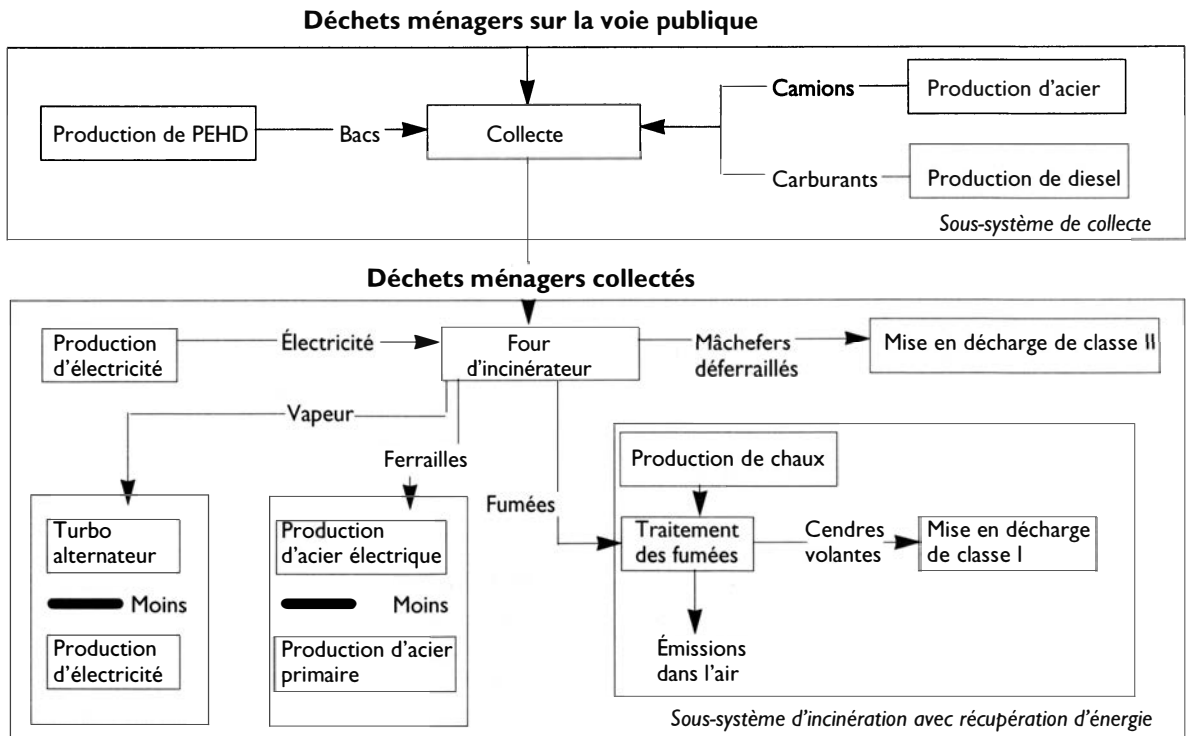 Déchets ménagers sur la voie publique
Production de PEHD
Bacs
Collecte
Camions
Production d'acier
Carburants
Production de diesel
Sous-système de collecte
Déchets ménagers collectés
Production
d'électricité
Électricité
Four
d'incinérateur
Mâchefers
déferraillés
Mise en décharge de classe II
Vapeur
Ferrailles
Fumées
Turbo
alternateur
Moins
Production
d'électricité
Production
d'acier électrique
Moins
Production d'acier
primaire
Production de chaux
Traitement
des fumées
Cendres
volantes
Mise en décharge
de classe I
Émissions
dans l'air
Sous-système d'incinération avec récupération d'énergie